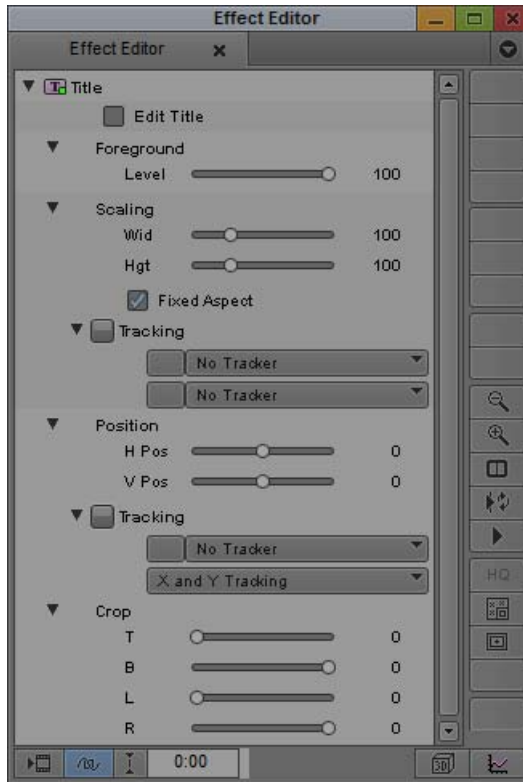 Effect Editor
Effect Editor
Title
Edit Title
Foreground
Level 100
Scaling
Wid 100
Hgt 100
Fixed Aspect
Tracking
No Tracker
No Tracker
Position
H Pos 0
V Pos 0
Tracking
No Tracker
X and Y Tracking
HQ
Crop
T 0
B 0
L 0
R 0
0:00
3D